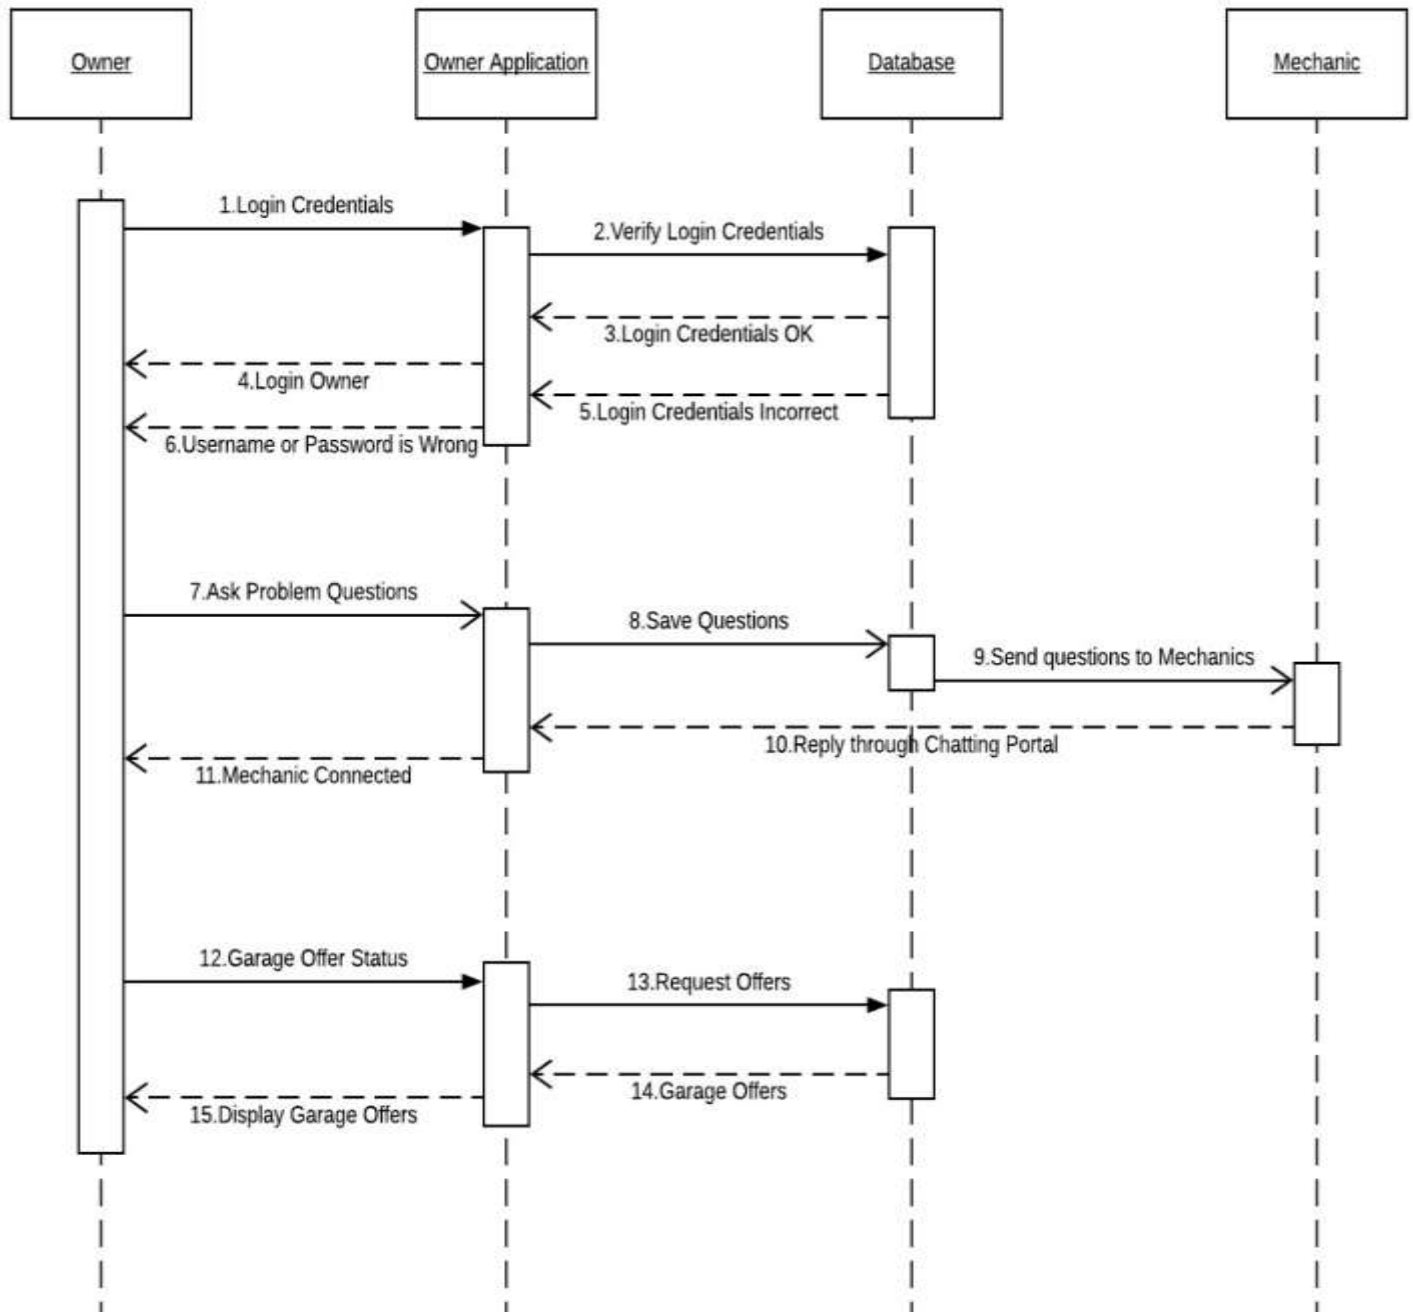 Owner
Owner Application
Database
Mechanic
1.Login Credentials
2.Verify Login Credentials
3.Login Credentials OK
4.Login Owner
5.Login Credentials Incorrect
6.Username or Password is Wrong
7.Ask Problem Questions
8.Save Questions
9.Send questions to Mechanics
10.Reply through Chatting Portal
11.Mechanic Connected
12.Garage Offer Status
13.Request Offers
14.Garage Offers
15.Display Garage Offers